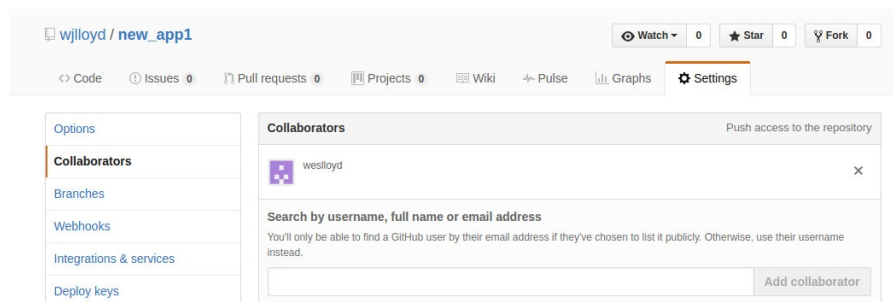 wjlloyd / new_app1
Watch 0 Star 0 Fork 0
Code Issues 0 Pull requests 0 Projects 0 Wiki Pulse Graphs Settings
Options
Collaborators
Branches
Webhooks
Integrations & services
Deploy keys
Collaborators Push access to the repository
weslloyd
Search by username, full name or email address
You'll only be able to find a GitHub user by their email address if they've chosen to list it publicly. Otherwise, use their username
instead.
Add collaborator